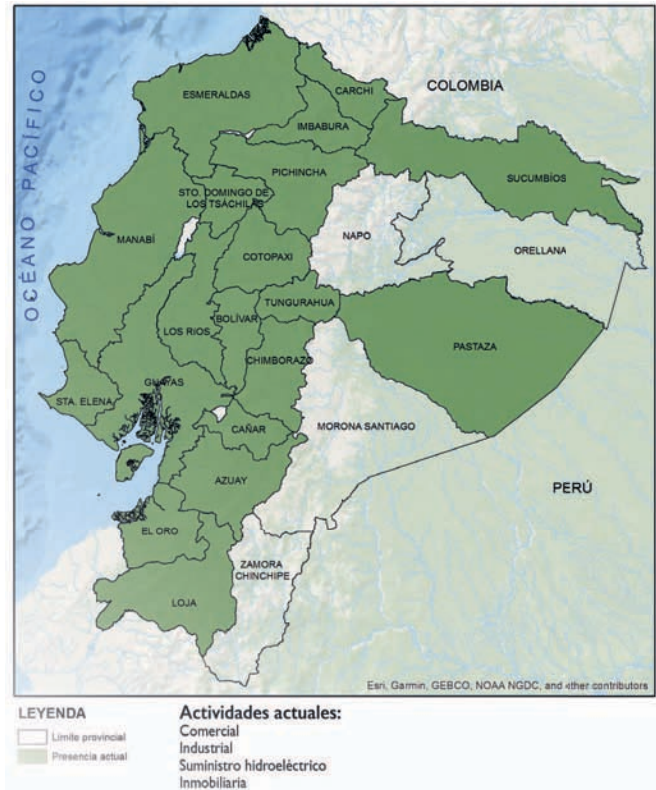 OCÉANO PACÍFICO
COLOMBIA
ESMERALDAS
CARCHI
IMBABURA
PICHINCHA
SUCUMBÍOS
STO. DOMINGO DE
LOS TSÁCHILAS
NAPO
ORELLANA
MANABÍ
COTOPAXI
TUNGURAHUA
LOS RIOS
BOLÍVAR
PASTAZA
CHIMBORAZO
GUAYAS
STA. ELENA
CAÑAR
MORONA SANTIAGO
AZUAY
PERÚ
EL ORO
ZAMORA
CHINCHIPE
LOJA
Esri, Garmin, GEBCO, NOAA NGDC, and other contributors
LEYENDA
Límite provincial
Presencia actual
Actividades actuales:
Comercial
Industrial
Suministro hidroeléctrico
Inmobiliaria